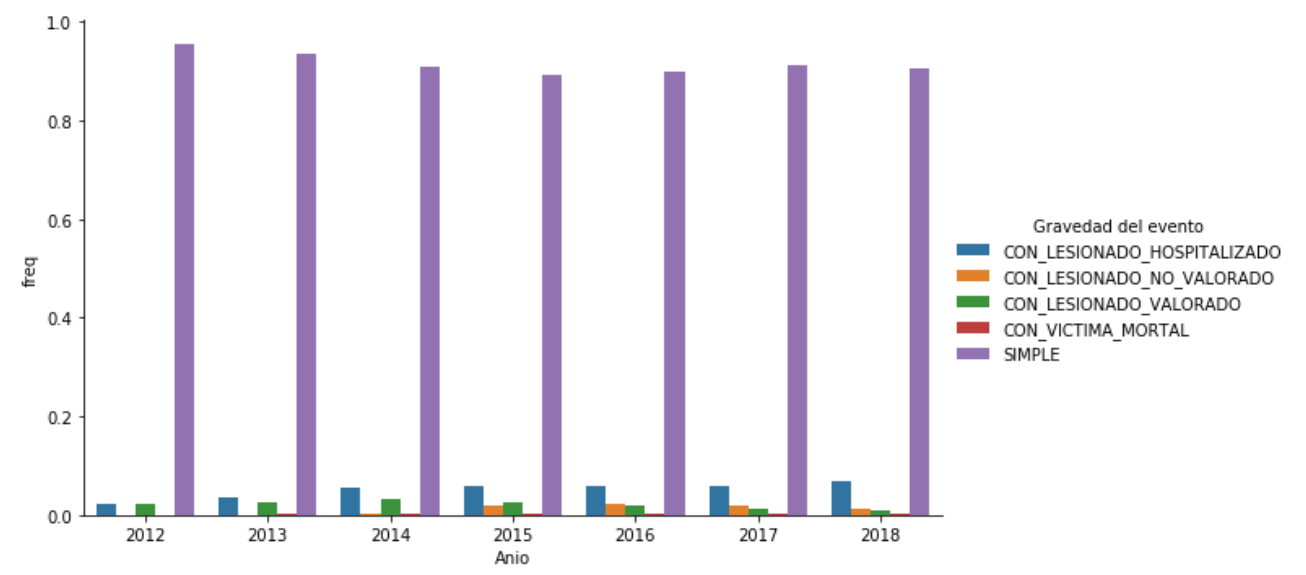 1.0
0.8
0.6
0.4
0.2
0.0
freq
2012 2013 2014 2015 2016 2017 2018
Anio
Gravedad del evento
CON_LESIONADO_HOSPITALIZADO
CON_LESIONADO_NO_VALORADO
CON_LESIONADO_VALORADO
CON_VICTIMA_MORTAL
SIMPLE